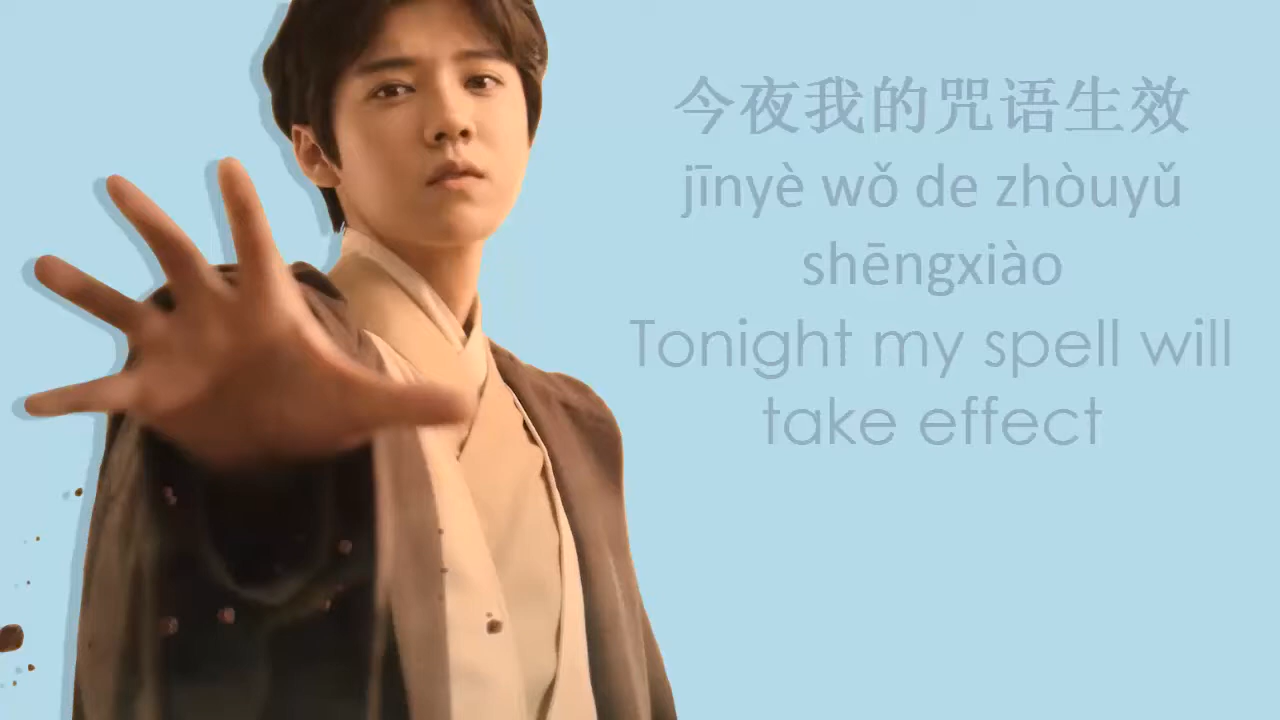 今夜我的咒语生效
jīnyè wǒ de zhòuyǔ
shēngxiào
Tonight my spell will
take effect